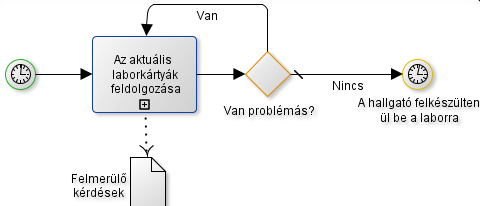 Van
Az aktuális
laborkártyák
feldolgozása
Van problémás?
Nincs
A hallgató felkészülten
ül be a laborra
Felmerülő
kérdések